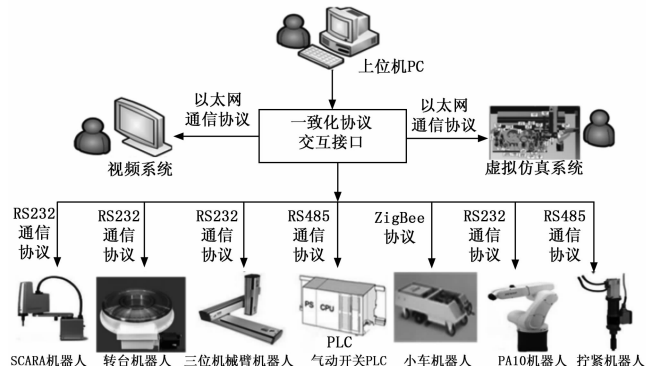 上位机PC
以太网
通信协议
一致化协议
交互接口
以太网
通信协议
视频系统
虚拟仿真系统
RS232
通信
协议
RS232
通信
协议
RS232
通信
协议
RS485
通信
协议
ZigBee
协议
RS232
通信
协议
RS485
通信
协议
PS CPU
PLC
SCARA机器人
转台机器人
三位机械臂机器人
气动开关PLC
小车机器人
PA10机器人
拧紧机器人